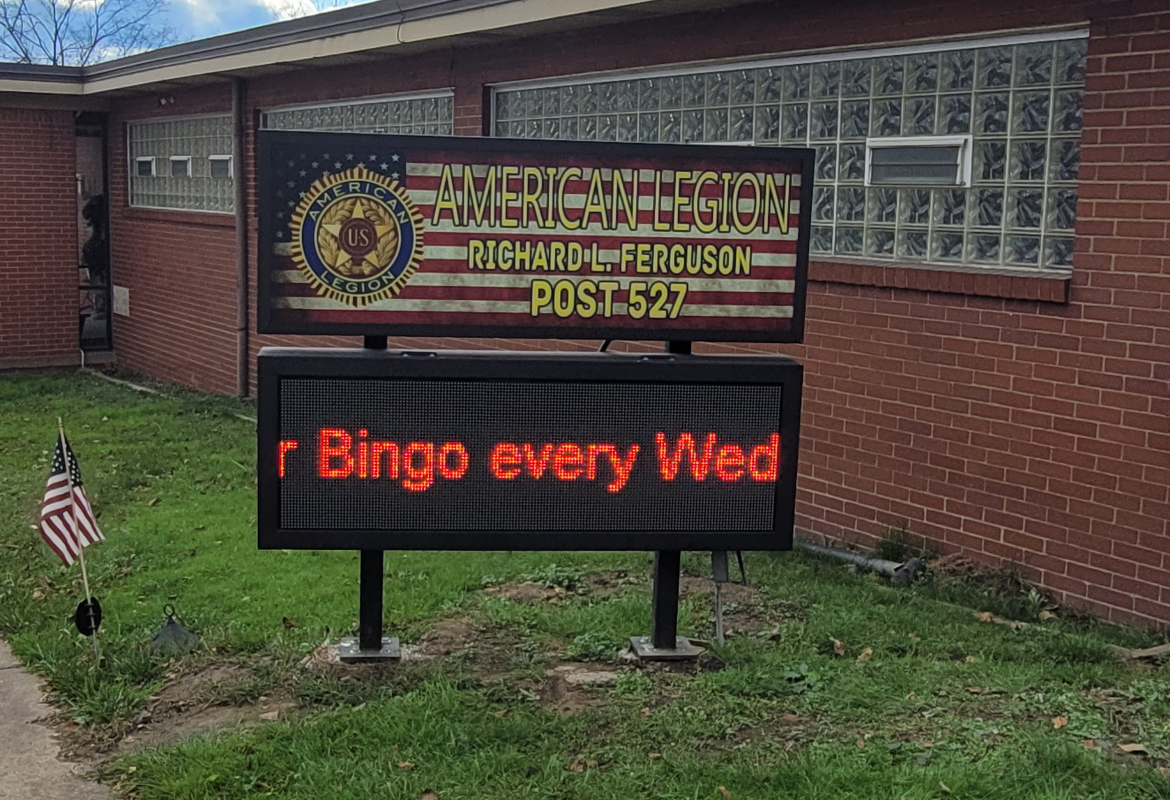 AMERICAN LEGION
AMERICAN
US
LEGION
RICHARD L. FERGUSON
POST 527
r Bingo every Wed